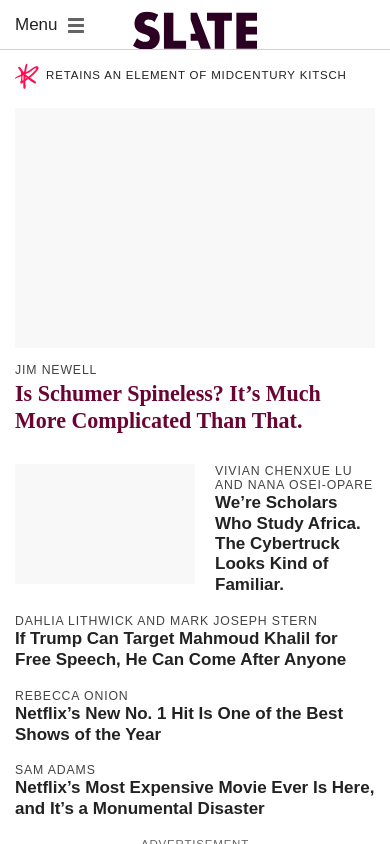 Menu
SLATE
RETAINS AN ELEMENT OF MIDCENTURY KITSCH
JIM NEWELL
Is Schumer Spineless? It’s Much
More Complicated Than That.
VIVIAN CHENXUE LU
AND NANA OSEI-OPARE
We’re Scholars
Who Study Africa.
The Cybertruck
Looks Kind of
Familiar.
DAHLIA LITHWICK AND MARK JOSEPH STERN
If Trump Can Target Mahmoud Khalil for
Free Speech, He Can Come After Anyone
REBECCA ONION
Netflix’s New No. 1 Hit Is One of the Best
Shows of the Year
SAM ADAMS
Netflix’s Most Expensive Movie Ever Is Here,
and It’s a Monumental Disaster
ADVERTISEMENT